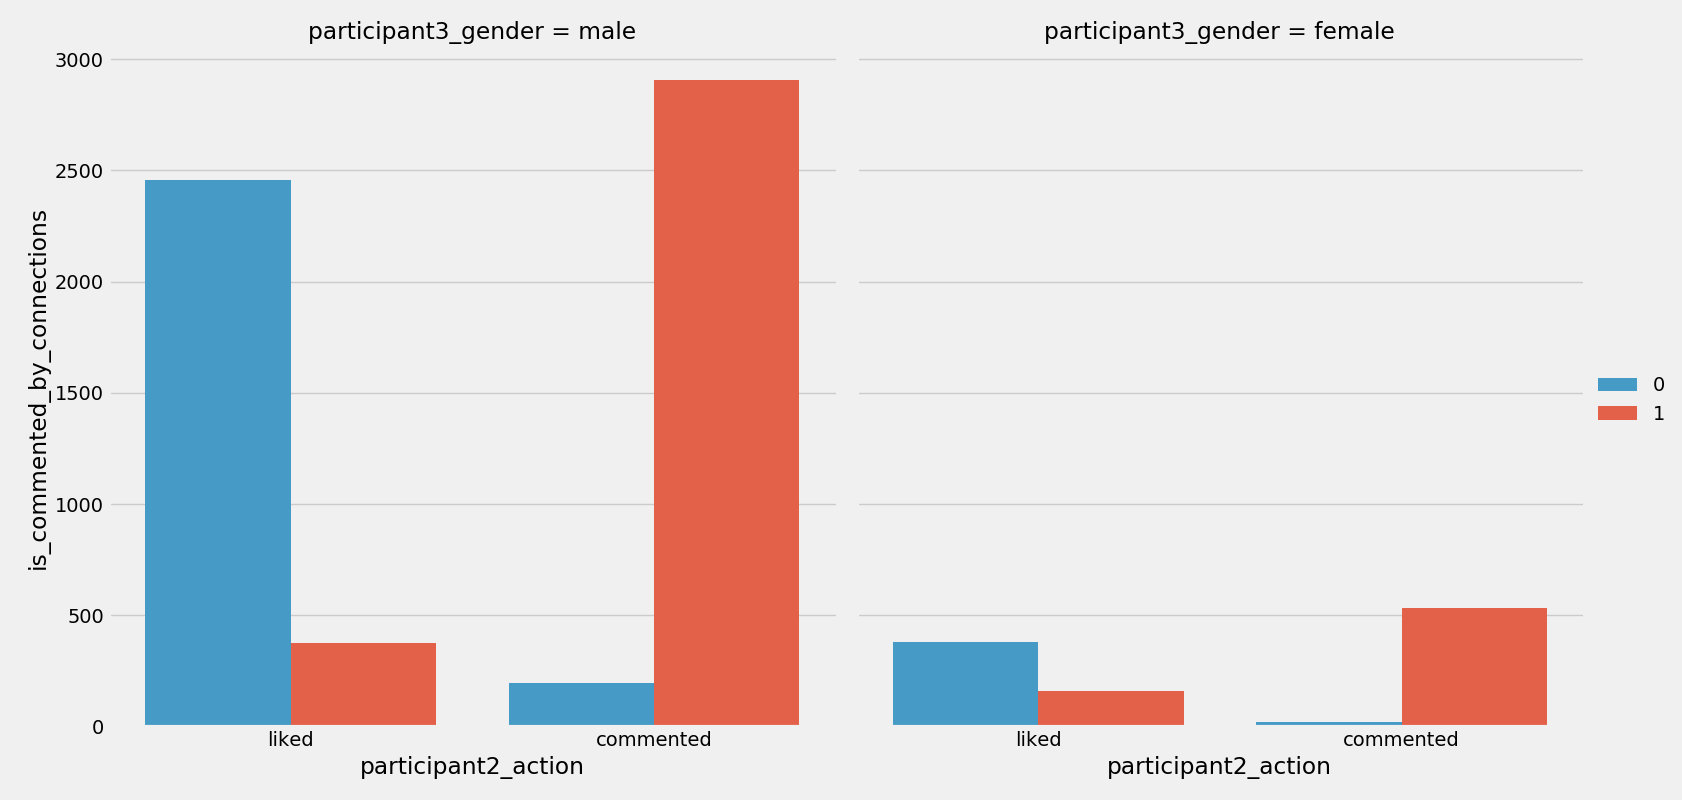 participant3_gender = male
participant3_gender = female
is_commented_by_connections
3000
2500
2000
1500
1000
500
0
liked
commented
liked
commented
participant2_action
participant2_action
0
1